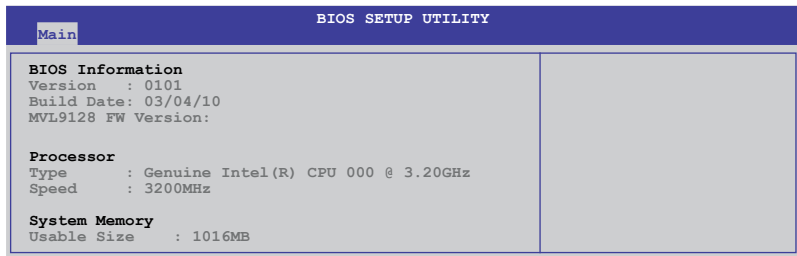 BIOS SETUP UTILITY
Main
BIOS Information
Version : 0101
Build Date: 03/04/10
MVL9128 FW Version:
Processor
Type : Genuine Intel(R) CPU 000 @ 3.20GHz
Speed : 3200MHz
System Memory
Usable Size : 1016MB